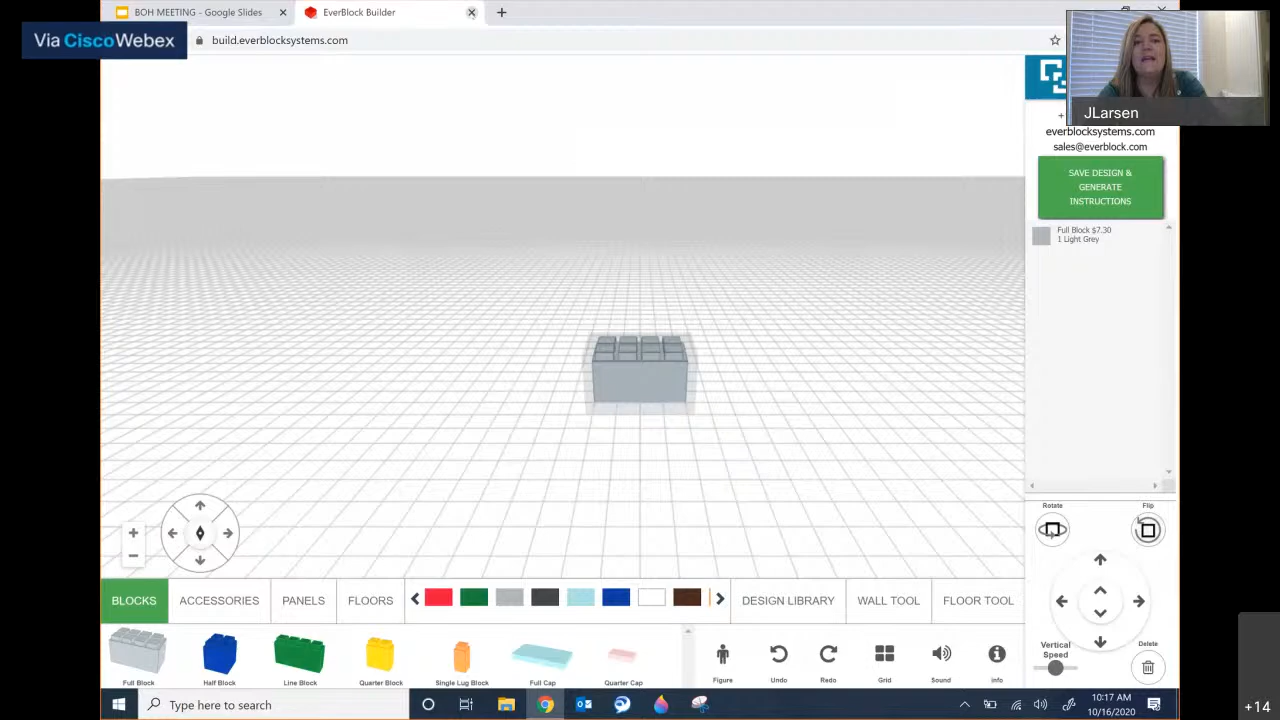 BOH MEETING - Google Slides
EverBlock Builder
Via CiscoWebex
build.everblocksystems.com
JLarsen
everblocksystems.com
sales@everblock.com
SAVE DESIGN &
GENERATE
INSTRUCTIONS
Full Block $7.30
1 Light Grey
Rotate
Flip
BLOCKS
ACCESSORIES
PANELS
FLOORS
DESIGN LIBRARY
WALL TOOL
FLOOR TOOL
Vertical
Speed
Delete
Full Block
Half Block
Line Block
Quarter Block
Single Lug Block
Full Cap
Quarter Cap
Figure
Undo
Redo
Grid
Sound
info
Type here to search
10:17 AM
10/16/2020
+14